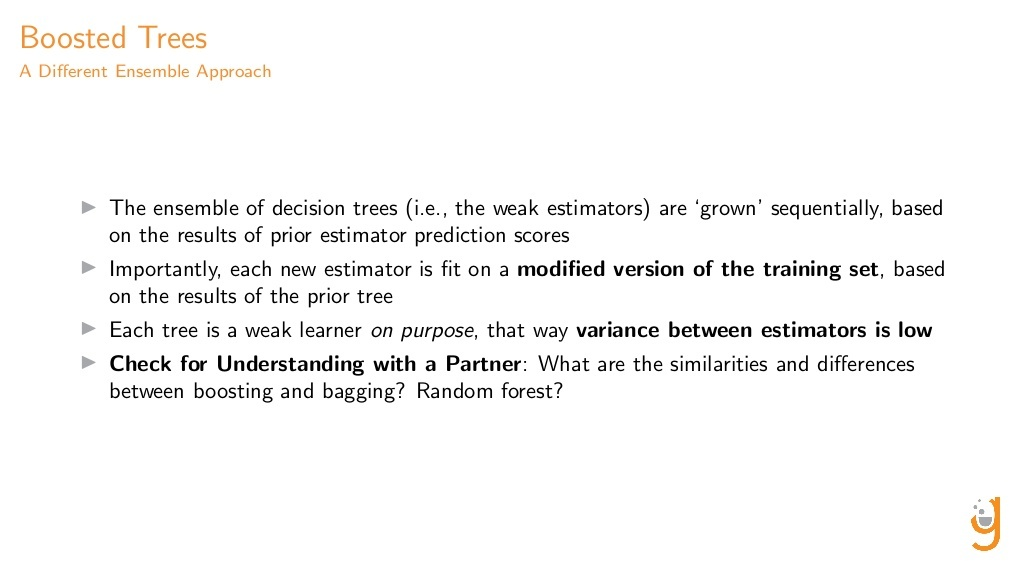 Boosted Trees
A Different Ensemble Approach
The ensemble of decision trees (i.e., the weak estimators) are ‘grown’ sequentially, based
on the results of prior estimator prediction scores
Importantly, each new estimator is fit on a modified version of the training set, based
on the results of the prior tree
Each tree is a weak learner on purpose, that way variance between estimators is low
Check for Understanding with a Partner: What are the similarities and differences
between boosting and bagging? Random forest?
g